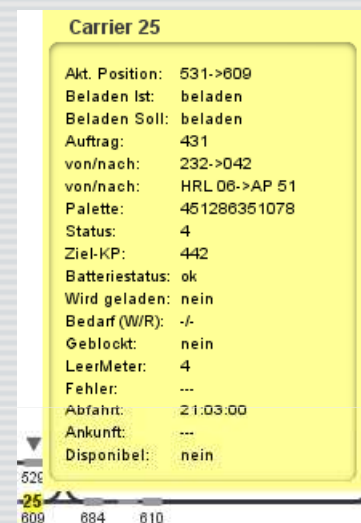 Carrier 25
Akt. Position: 531->609
Beladen Ist: beladen
Beladen Soll: beladen
Auftrag: 431
von/nach: 232->042
von/nach: HRL 06->AP 51
Palette: 451286351078
Status: 4
Ziel-KP: 442
Batteriestatus: ok
Wird geladen: nein
Bedarf (W/R): -/-
Geblockt: nein
LeerMeter: 4
Fehler: ---
Abfahrt: 21:03:00
Ankunft: ---
Disponibel: nein
529
25
609 684 610